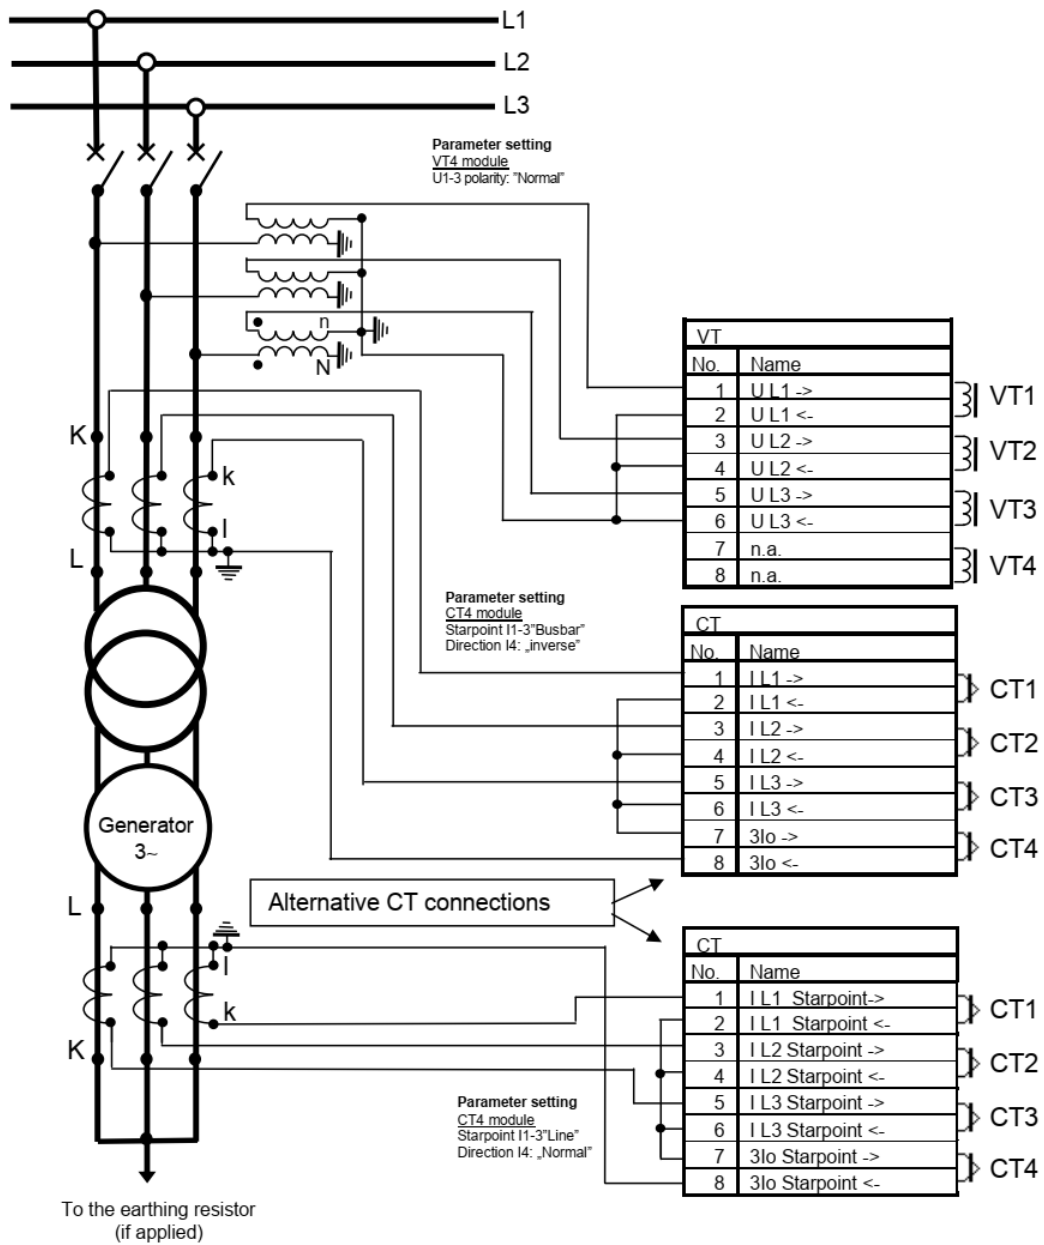 L1
L2
L3
Parameter setting
VT4 module
U1-3 polarity: ”Normal”
n
N
VT
No. Name
1 U L1 ->
2 U L1 <-
3 U L2 ->
4 U L2 <-
5 U L3 ->
6 U L3 <-
7 n.a.
8 n.a.
VT1
VT2
VT3
VT4
K
k
l
L
Parameter setting
CT4 module
Starpoint I1-3”Busbar”
Direction I4: „inverse”
CT
No. Name
1 I L1 ->
2 I L1 <-
3 I L2 ->
4 I L2 <-
5 I L3 ->
6 I L3 <-
7 3Io ->
8 3Io <-
CT1
CT2
CT3
CT4
Generator
3~
Alternative CT connections
L
l
k
K
CT
No. Name
1 I L1 Starpoint->
2 I L1 Starpoint <-
3 I L2 Starpoint ->
4 I L2 Starpoint <-
5 I L3 Starpoint ->
6 I L3 Starpoint <-
7 3Io Starpoint ->
8 3Io Starpoint <-
CT1
CT2
CT3
CT4
Parameter setting
CT4 module
Starpoint I1-3”Line”
Direction I4: „Normal”
To the earthing resistor
(if applied)